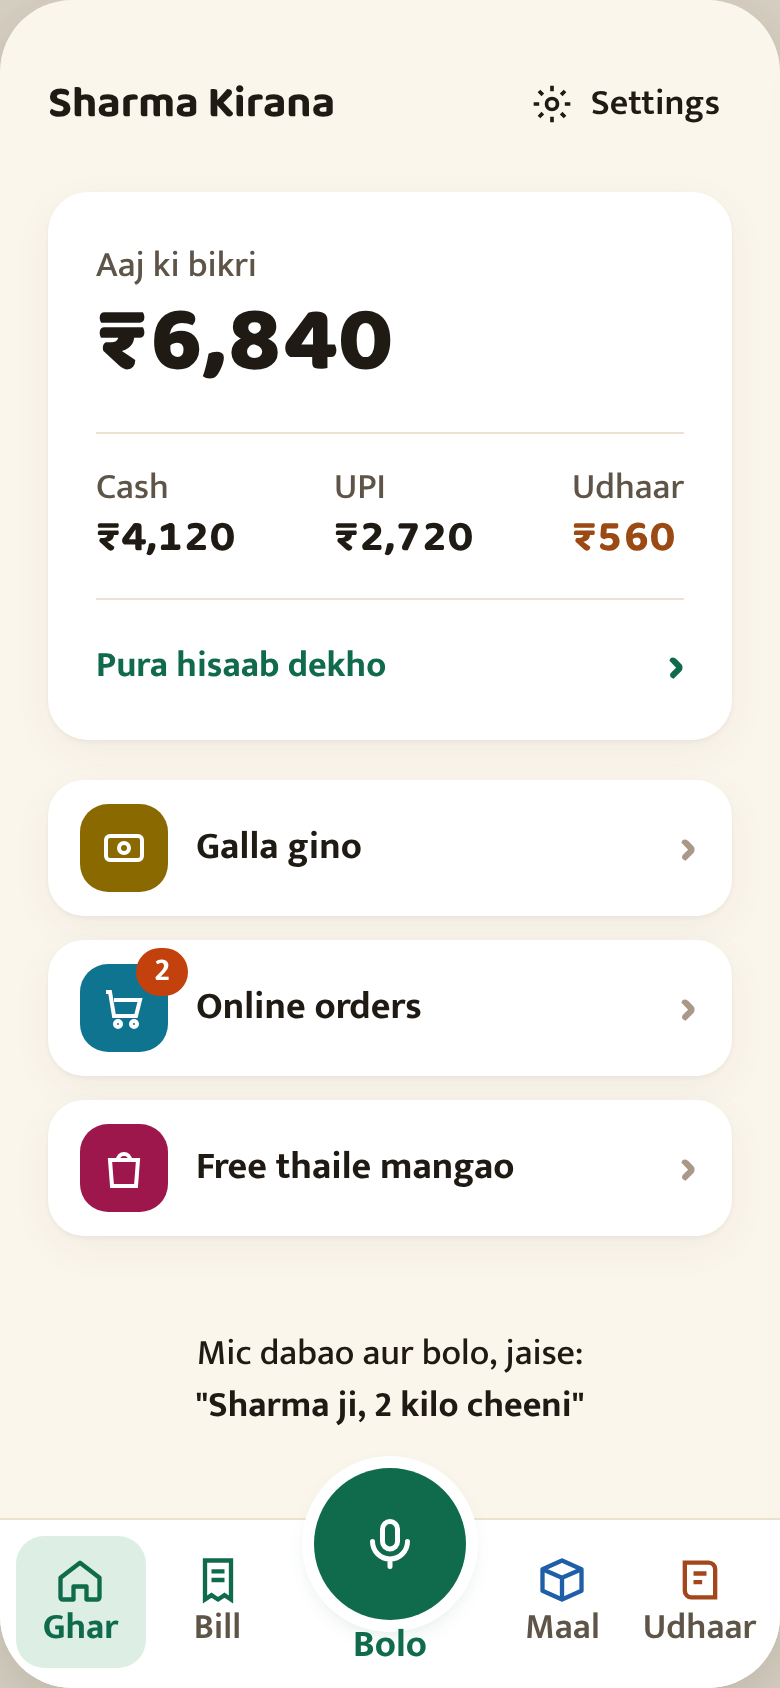 Sharma Kirana
Settings
Aaj ki bikri
₹6,840
Cash UPI Udhaar
₹4,120 ₹2,720 ₹560
Pura hisaab dekho
Galla gino
2
Online orders
Free thaile mangao
Mic dabao aur bolo, jaise:
"Sharma ji, 2 kilo cheeni"
Ghar Bill Bolo Maal Udhaar